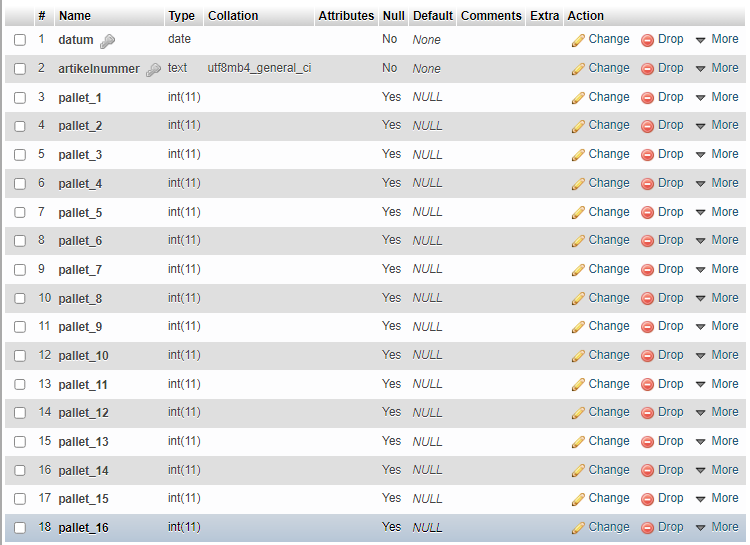 # Name Type Collation Attributes Null Default Comments Extra Action
1 datum date No None Change Drop More
2 artikelnummer text utf8mb4_general_ci No None Change Drop More
3 pallet_1 int(11) Yes NULL Change Drop More
4 pallet_2 int(11) Yes NULL Change Drop More
5 pallet_3 int(11) Yes NULL Change Drop More
6 pallet_4 int(11) Yes NULL Change Drop More
7 pallet_5 int(11) Yes NULL Change Drop More
8 pallet_6 int(11) Yes NULL Change Drop More
9 pallet_7 int(11) Yes NULL Change Drop More
10 pallet_8 int(11) Yes NULL Change Drop More
11 pallet_9 int(11) Yes NULL Change Drop More
12 pallet_10 int(11) Yes NULL Change Drop More
13 pallet_11 int(11) Yes NULL Change Drop More
14 pallet_12 int(11) Yes NULL Change Drop More
15 pallet_13 int(11) Yes NULL Change Drop More
16 pallet_14 int(11) Yes NULL Change Drop More
17 pallet_15 int(11) Yes NULL Change Drop More
18 pallet_16 int(11) Yes NULL Change Drop More